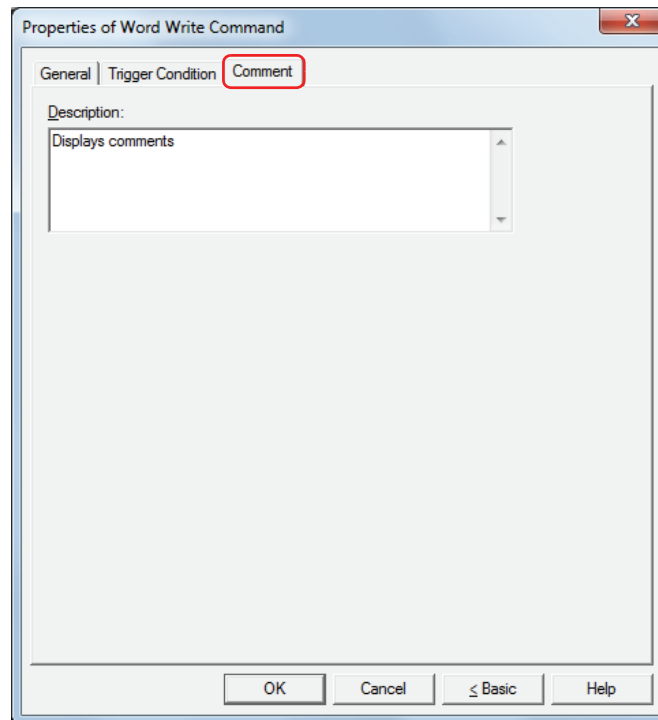 Properties of Word Write Command
x
General Trigger Condition Comment
Description:
Displays comments
OK Cancel ≤ Basic Help